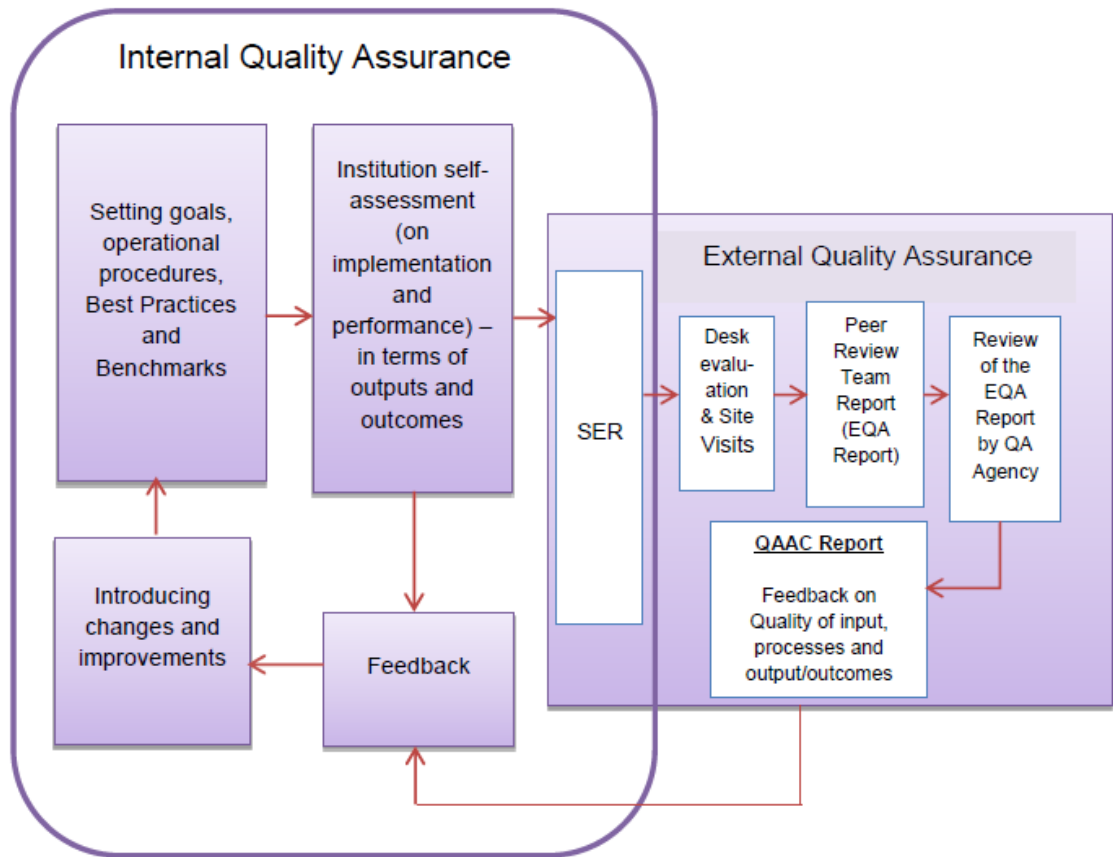 Internal Quality Assurance
Setting goals,
operational
procedures,
Best Practices
and
Benchmarks
Institution self-
assessment
(on
implementation
and
performance) –
in terms of
outputs and
outcomes
Introducing
changes and
improvements
Feedback
SER
External Quality Assurance
Desk
evalu-
ation
& Site
Visits
Peer
Review
Team
Report
(EQA
Report)
Review
of the
EQA
Report
by QA
Agency
QAAC Report
Feedback on
Quality of input,
processes and
output/outcomes